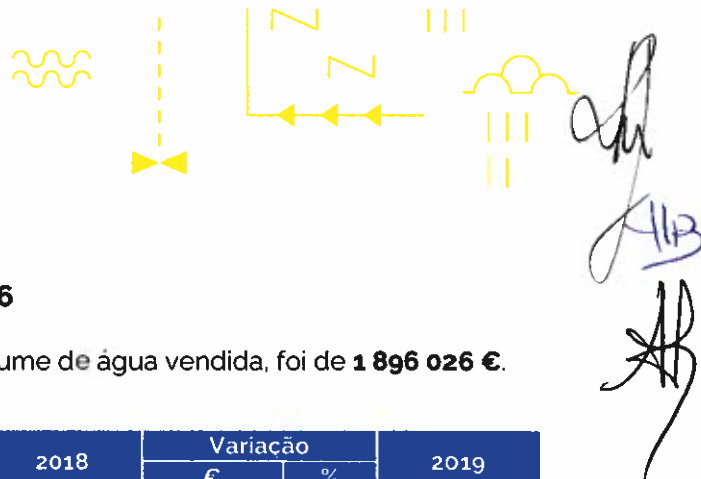 6
ume de água vendida, foi de 1 896 026 €.
2018 Variação 2019
€ %